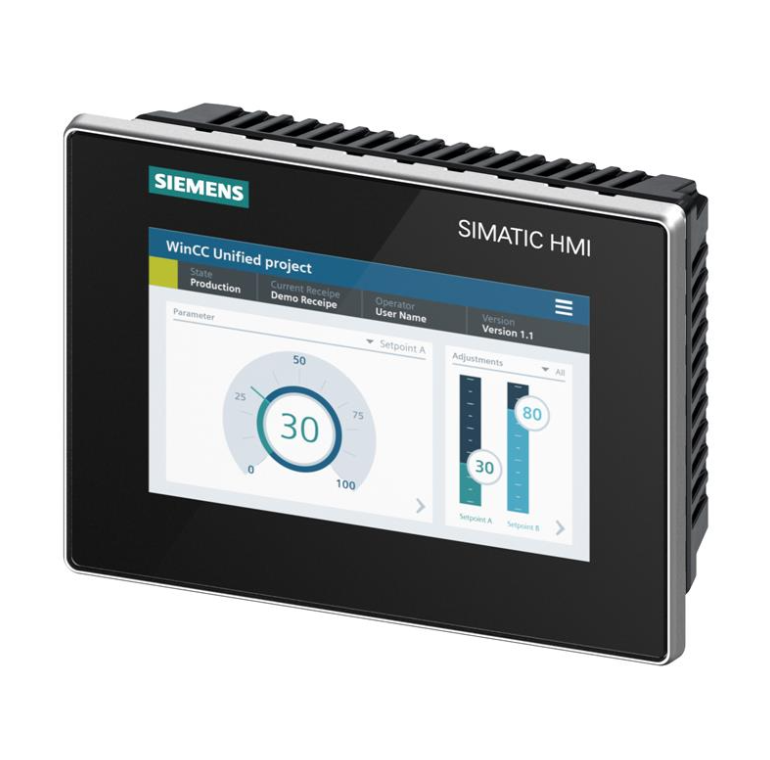 SIEMENS
SIMATIC HMI
WinCC Unified project
State
Production
Current Receipe
Demo Receipe
Operator
User Name
Version
Version 1.1
Parameter
Setpoint A
50
25
75
30
0
100
Adjustments
All
80
30
Setpoint A
Setpoint B